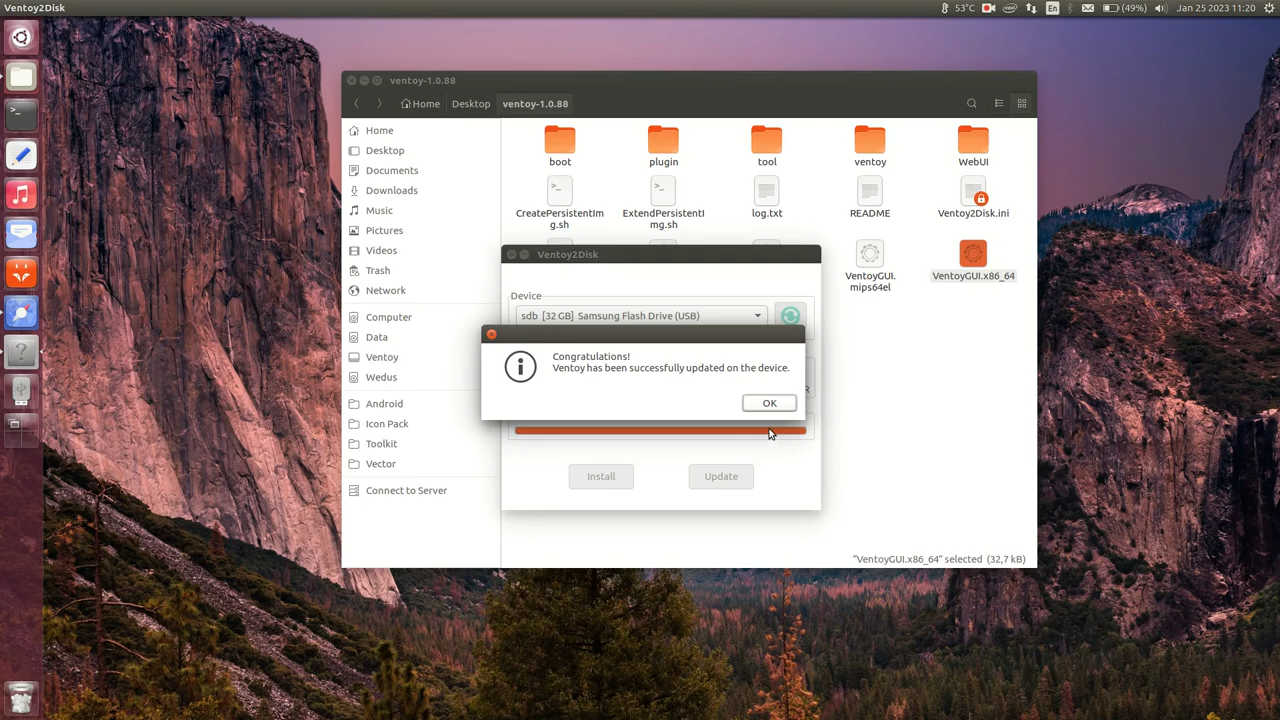 Ventoy2Disk
53°C
En
(49%)
Jan 25 2023 11:20
ventoy-1.0.88
Home
Desktop
ventoy-1.0.88
Home
Desktop
Documents
Downloads
Music
Pictures
Videos
Trash
Network
Computer
Data
Ventoy
Wedus
Android
Icon Pack
Toolkit
Vector
Connect to Server
boot
plugin
tool
ventoy
WebUI
CreatePersistentIm
g.sh
ExtendPersistentI
mg.sh
log.txt
README
Ventoy2Disk.ini
VentoyGUI.
mips64el
VentoyGUI.x86_64
Ventoy2Disk
Device
sdb [32 GB] Samsung Flash Drive (USB)
Congratulations!
Ventoy has been successfully updated on the device.
OK
Install
Update
"VentoyGUI.x86_64" selected (32,7 kB)